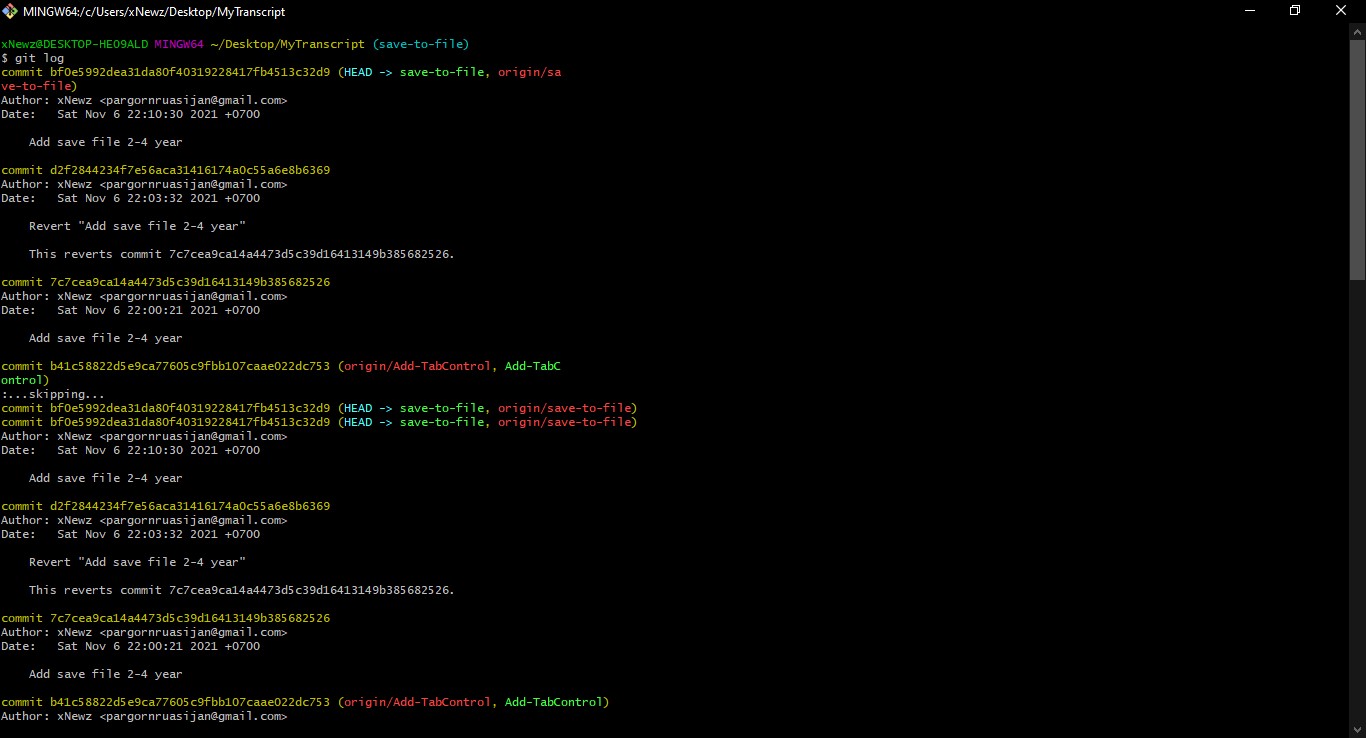 MINGW64:/c/Users/xNewz/Desktop/MyTranscript
xNewz@DESKTOP-HEO9ALD MINGW64 ~/Desktop/MyTranscript (save-to-file)
$ git log
commit bf0e5992dea31da80f40319228417fb4513c32d9 (HEAD -> save-to-file, origin/sa
ve-to-file)
Author: xNewz <pargornruasijan@gmail.com>
Date:   Sat Nov 6 22:10:30 2021 +0700
    Add save file 2-4 year
commit d2f2844234f7e56aca31416174a0c55a6e8b6369
Author: xNewz <pargornruasijan@gmail.com>
Date:   Sat Nov 6 22:03:32 2021 +0700
    Revert "Add save file 2-4 year"
    This reverts commit 7c7cea9ca14a4473d5c39d16413149b385682526.
commit 7c7cea9ca14a4473d5c39d16413149b385682526
Author: xNewz <pargornruasijan@gmail.com>
Date:   Sat Nov 6 22:00:21 2021 +0700
    Add save file 2-4 year
commit b41c58822d5e9ca77605c9fbb107caae022dc753 (origin/Add-TabControl, Add-TabC
ontrol)
:...skipping...
commit bf0e5992dea31da80f40319228417fb4513c32d9 (HEAD -> save-to-file, origin/save-to-file)
commit bf0e5992dea31da80f40319228417fb4513c32d9 (HEAD -> save-to-file, origin/save-to-file)
Author: xNewz <pargornruasijan@gmail.com>
Date:   Sat Nov 6 22:10:30 2021 +0700
    Add save file 2-4 year
commit d2f2844234f7e56aca31416174a0c55a6e8b6369
Author: xNewz <pargornruasijan@gmail.com>
Date:   Sat Nov 6 22:03:32 2021 +0700
    Revert "Add save file 2-4 year"
    This reverts commit 7c7cea9ca14a4473d5c39d16413149b385682526.
commit 7c7cea9ca14a4473d5c39d16413149b385682526
Author: xNewz <pargornruasijan@gmail.com>
Date:   Sat Nov 6 22:00:21 2021 +0700
    Add save file 2-4 year
commit b41c58822d5e9ca77605c9fbb107caae022dc753 (origin/Add-TabControl, Add-TabControl)
Author: xNewz <pargornruasijan@gmail.com>